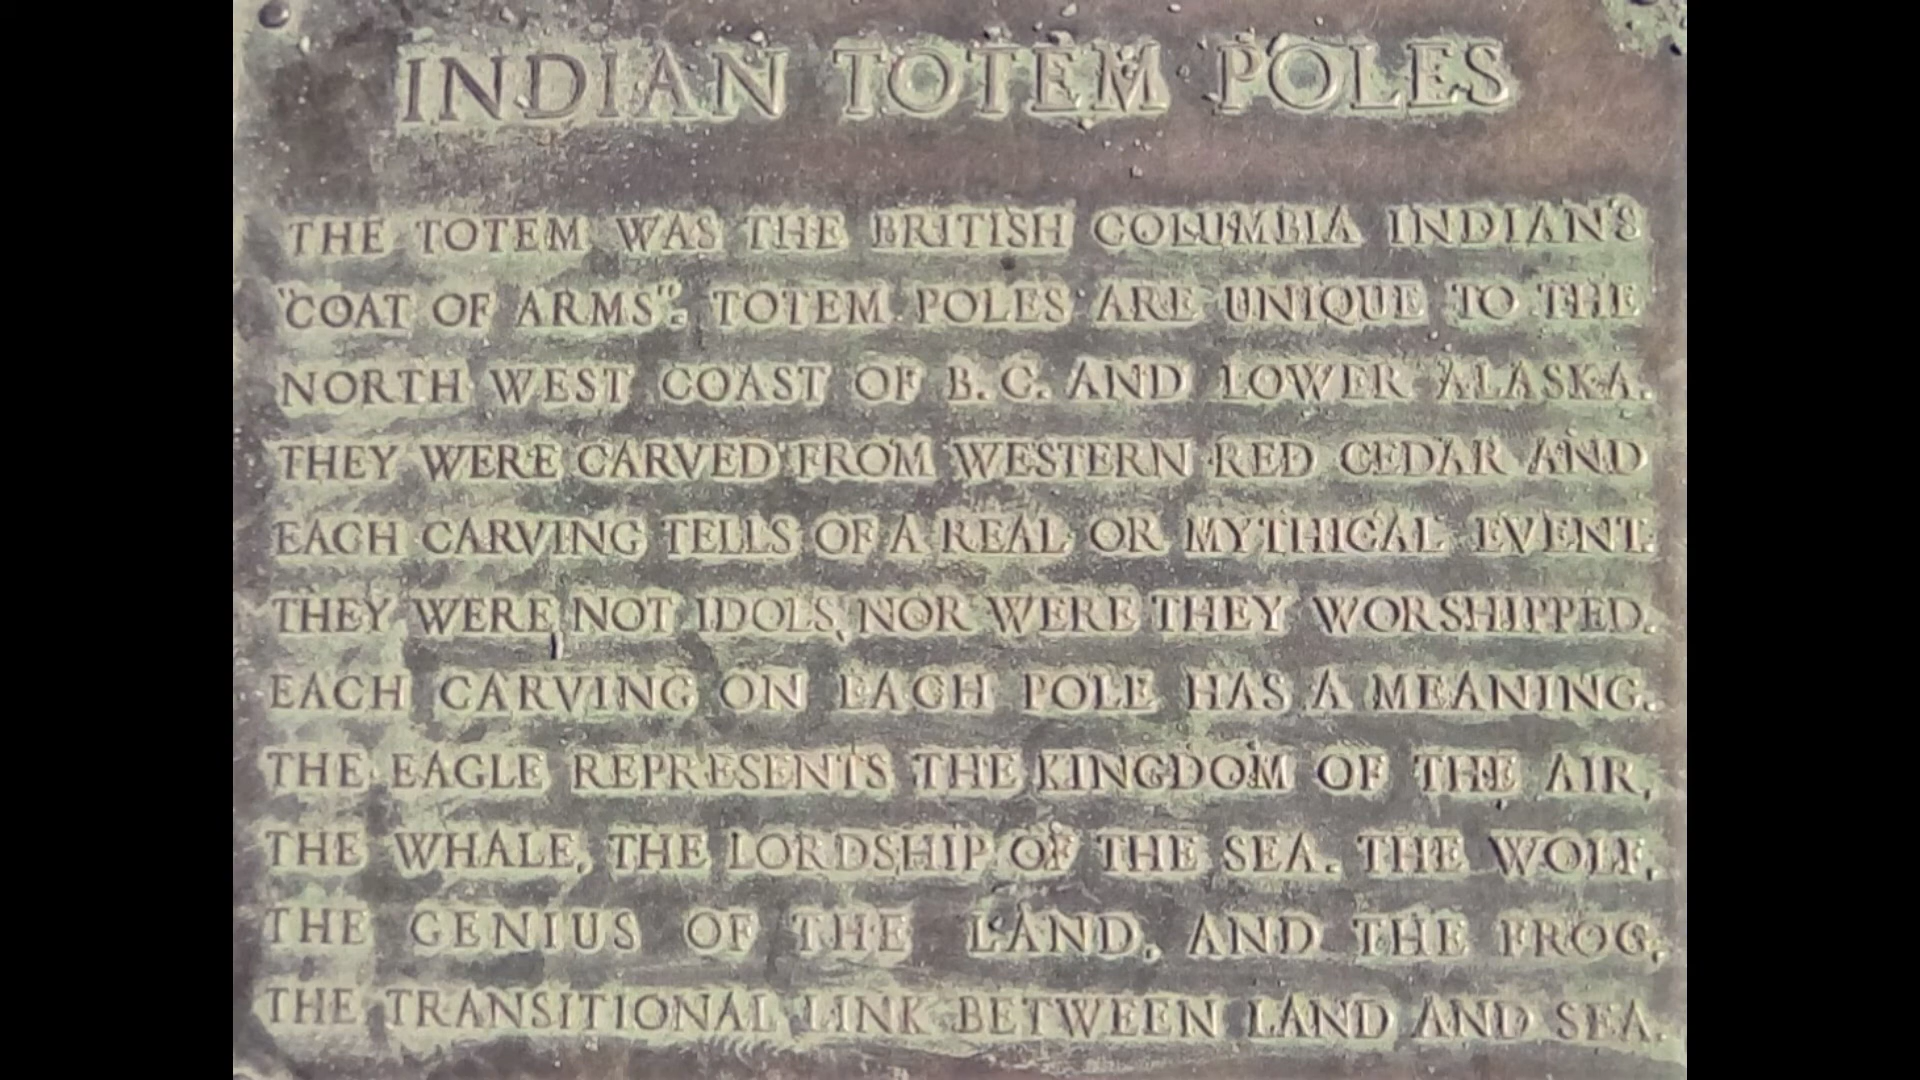 INDIAN TOTEM POLES
THE TOTEM WAS THE BRITISH COLUMBIA INDIAN'S
"COAT OF ARMS". TOTEM POLES ARE UNIQUE TO THE
NORTH WEST COAST OF B.C. AND LOWER ALASKA.
THEY WERE CARVED FROM WESTERN RED CEDAR AND
EACH CARVING TELLS OF A REAL OR MYTHICAL EVENT.
THEY WERE NOT IDOLS, NOR WERE THEY WORSHIPPED.
EACH CARVING ON EACH POLE HAS A MEANING.
THE EAGLE REPRESENTS THE KINGDOM OF THE AIR,
THE WHALE, THE LORDSHIP OF THE SEA. THE WOLF,
THE GENIUS OF THE LAND, AND THE FROG,
THE TRANSITIONAL LINK BETWEEN LAND AND SEA.